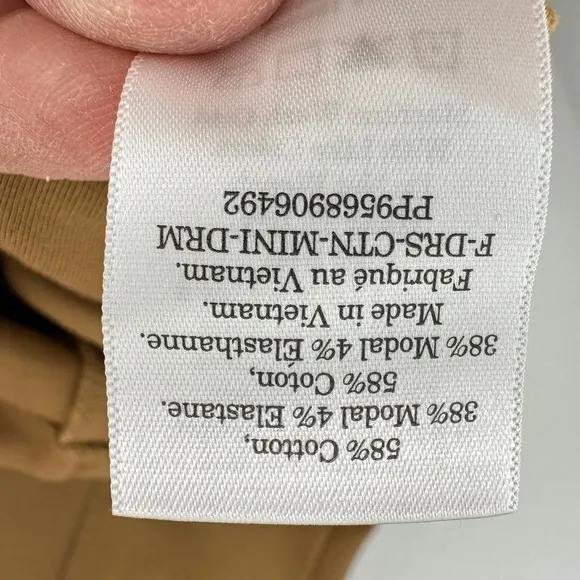 58% Cotton,
38% Modal 4% Elastane.
58% Coton,
38% Modal 4% Élasthanne.
Made in Vietnam.
Fabriqué au Vietnam.
F-DRS-CTN-MINI-DRM
PP9568906492